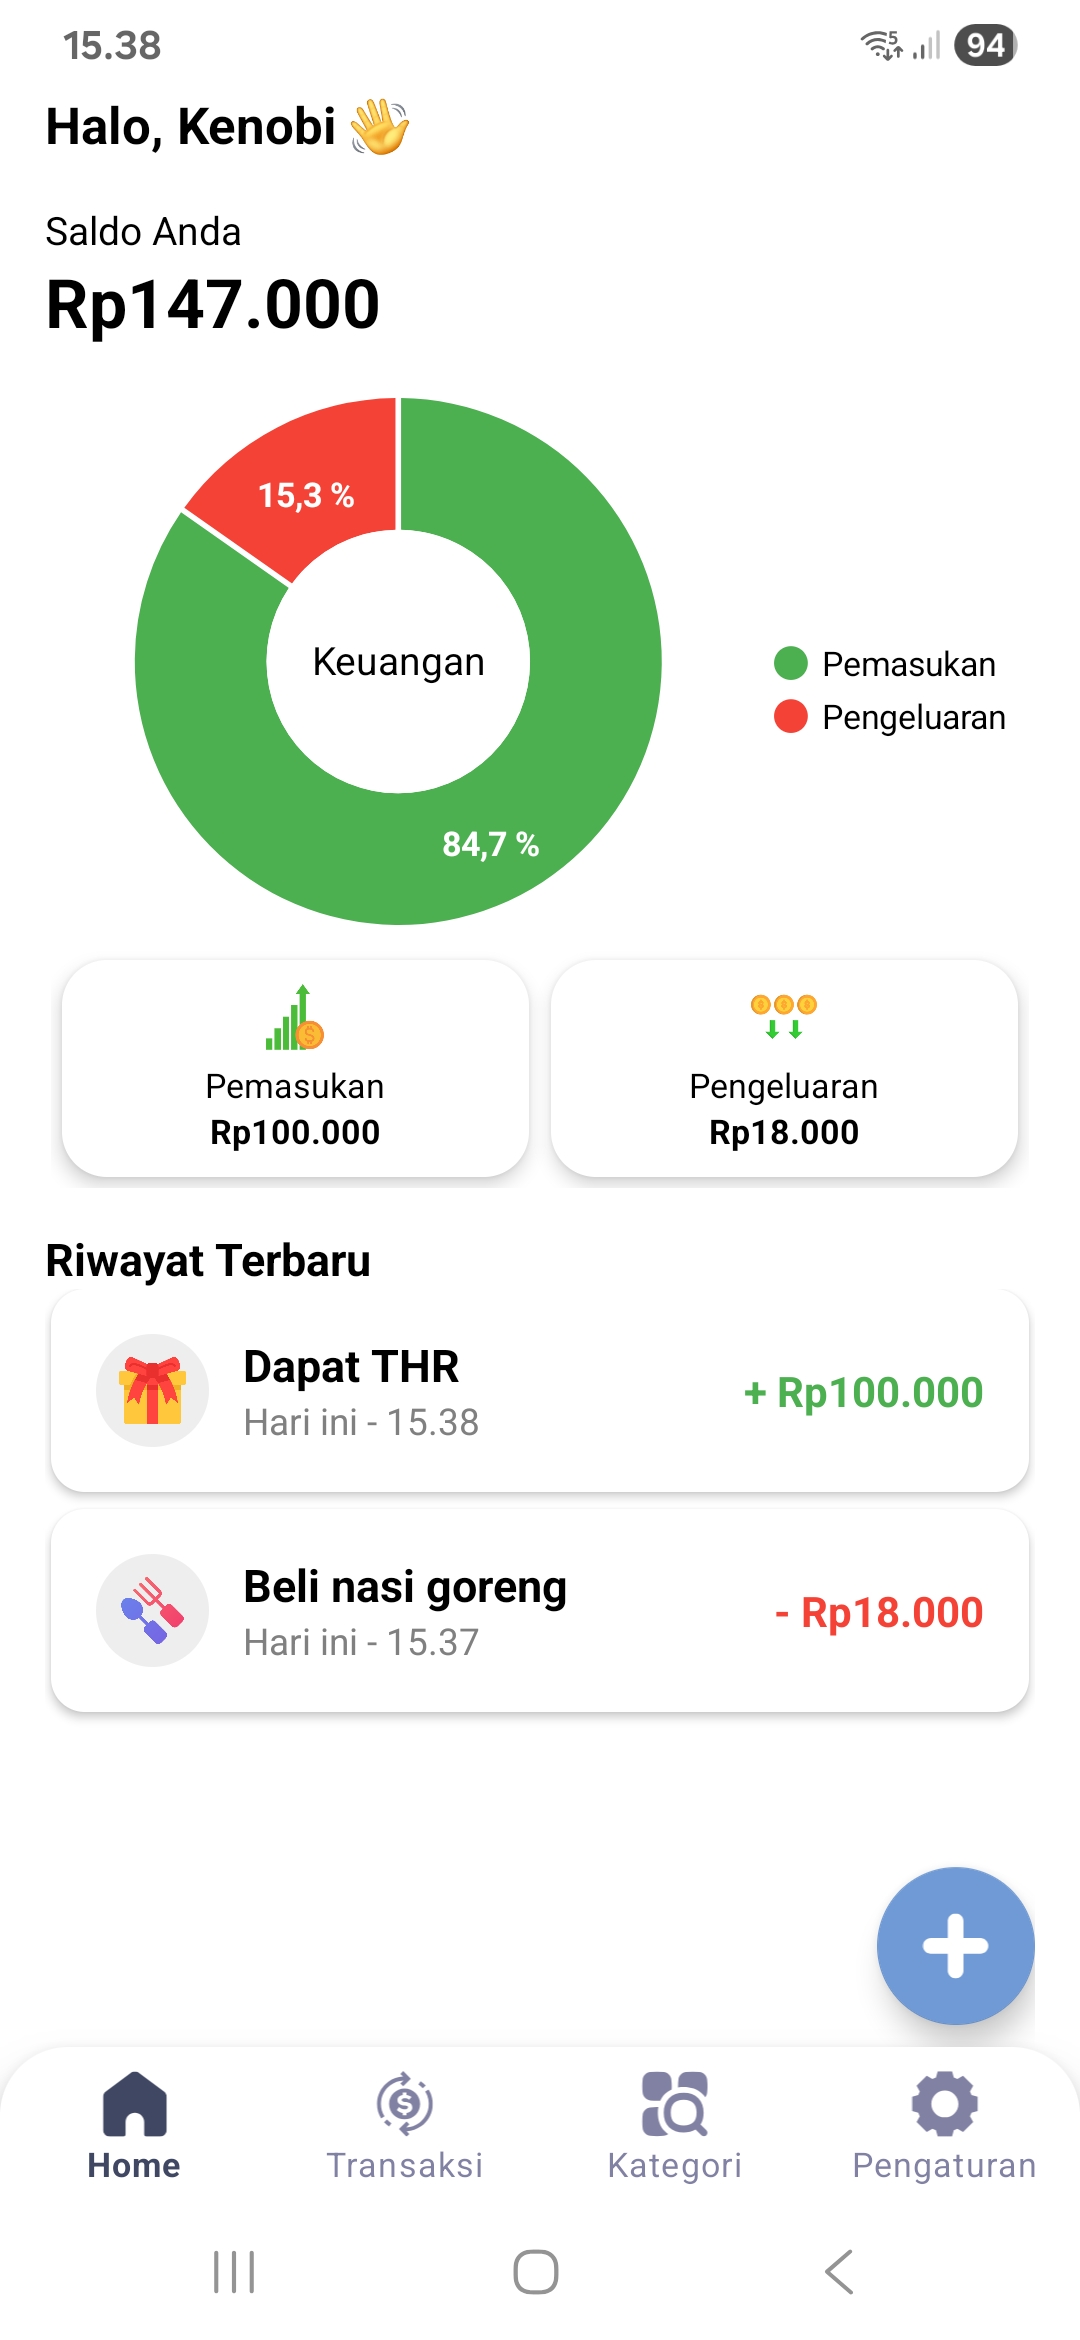 15.38
5
94
Halo, Kenobi 👋
Saldo Anda
Rp147.000
15,3 %
Keuangan
84,7 %
Pemasukan
Pengeluaran
Pemasukan
Rp100.000
Pengeluaran
Rp18.000
Riwayat Terbaru
Dapat THR
Hari ini - 15.38
+ Rp100.000
Beli nasi goreng
Hari ini - 15.37
- Rp18.000
Home
Transaksi
Kategori
Pengaturan